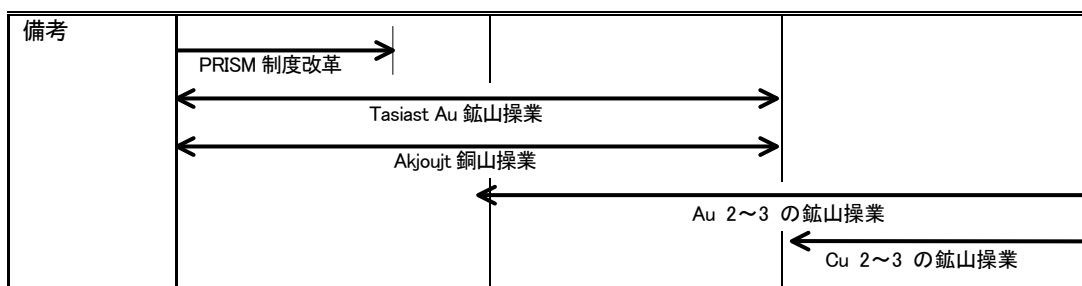 備考
PRISM 制度改革
Tasiast Au 鉱山操業
Akjoujt 銅山操業
Au 2～3 の鉱山操業
Cu 2～3 の鉱山操業